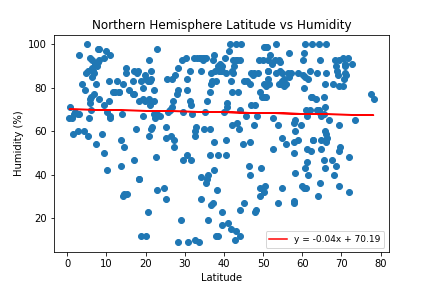 Northern Hemisphere Latitude vs Humidity
100
80
60
40
20
Humidity (%)
0 10 20 30 40 50 60 70 80
Latitude
y = -0.04x + 70.19